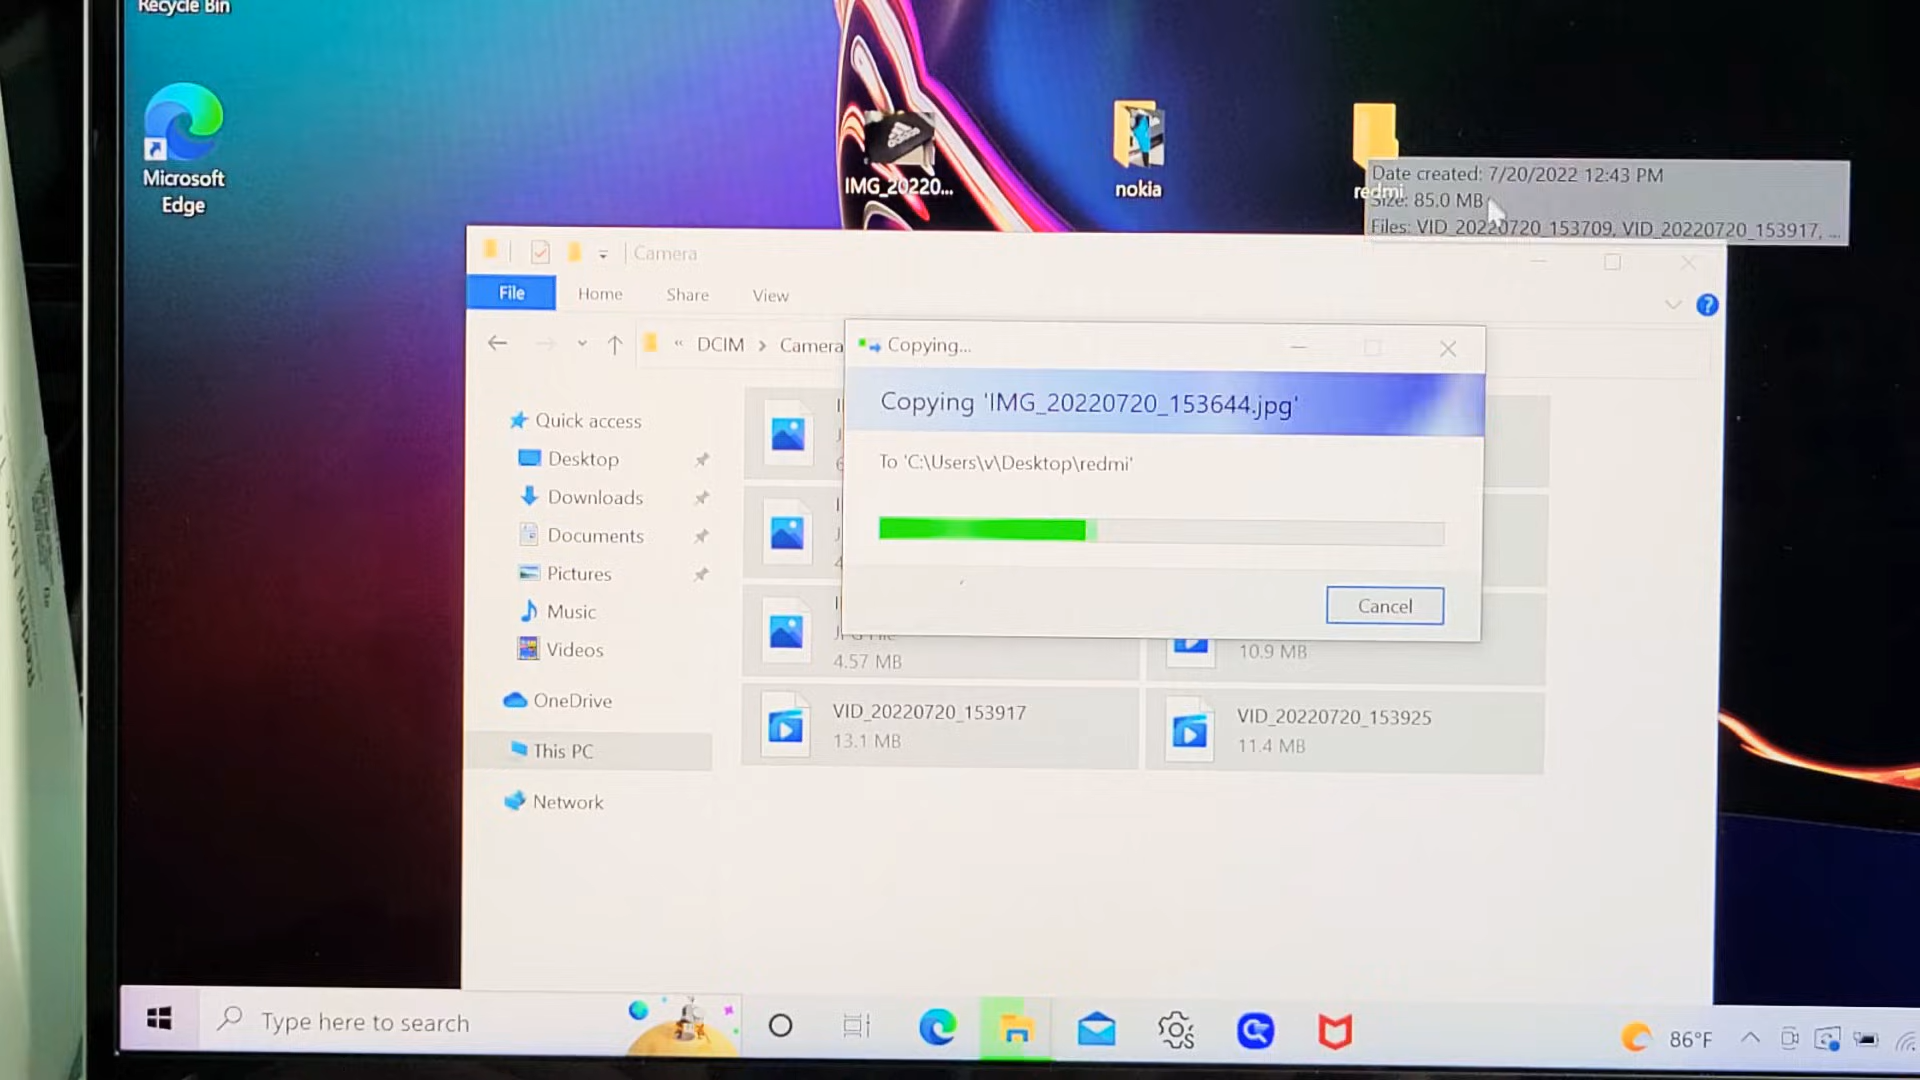 Recycle Bin
Microsoft
Edge
adidas
IMG_20220...
nokia
redmi
Date created: 7/20/2022 12:43 PM
Size: 85.0 MB
Files: VID_20220720_153709, VID_20220720_153917, ...
Camera
File
Home
Share
View
« DCIM > Camera
Copying...
Copying 'IMG_20220720_153644.jpg'
To 'C:\Users\v\Desktop\redmi'
Cancel
Quick access
Desktop
Downloads
Documents
Pictures
Music
Videos
OneDrive
This PC
Network
JPG File
4.57 MB
10.9 MB
VID_20220720_153917
13.1 MB
VID_20220720_153925
11.4 MB
Type here to search
86°F